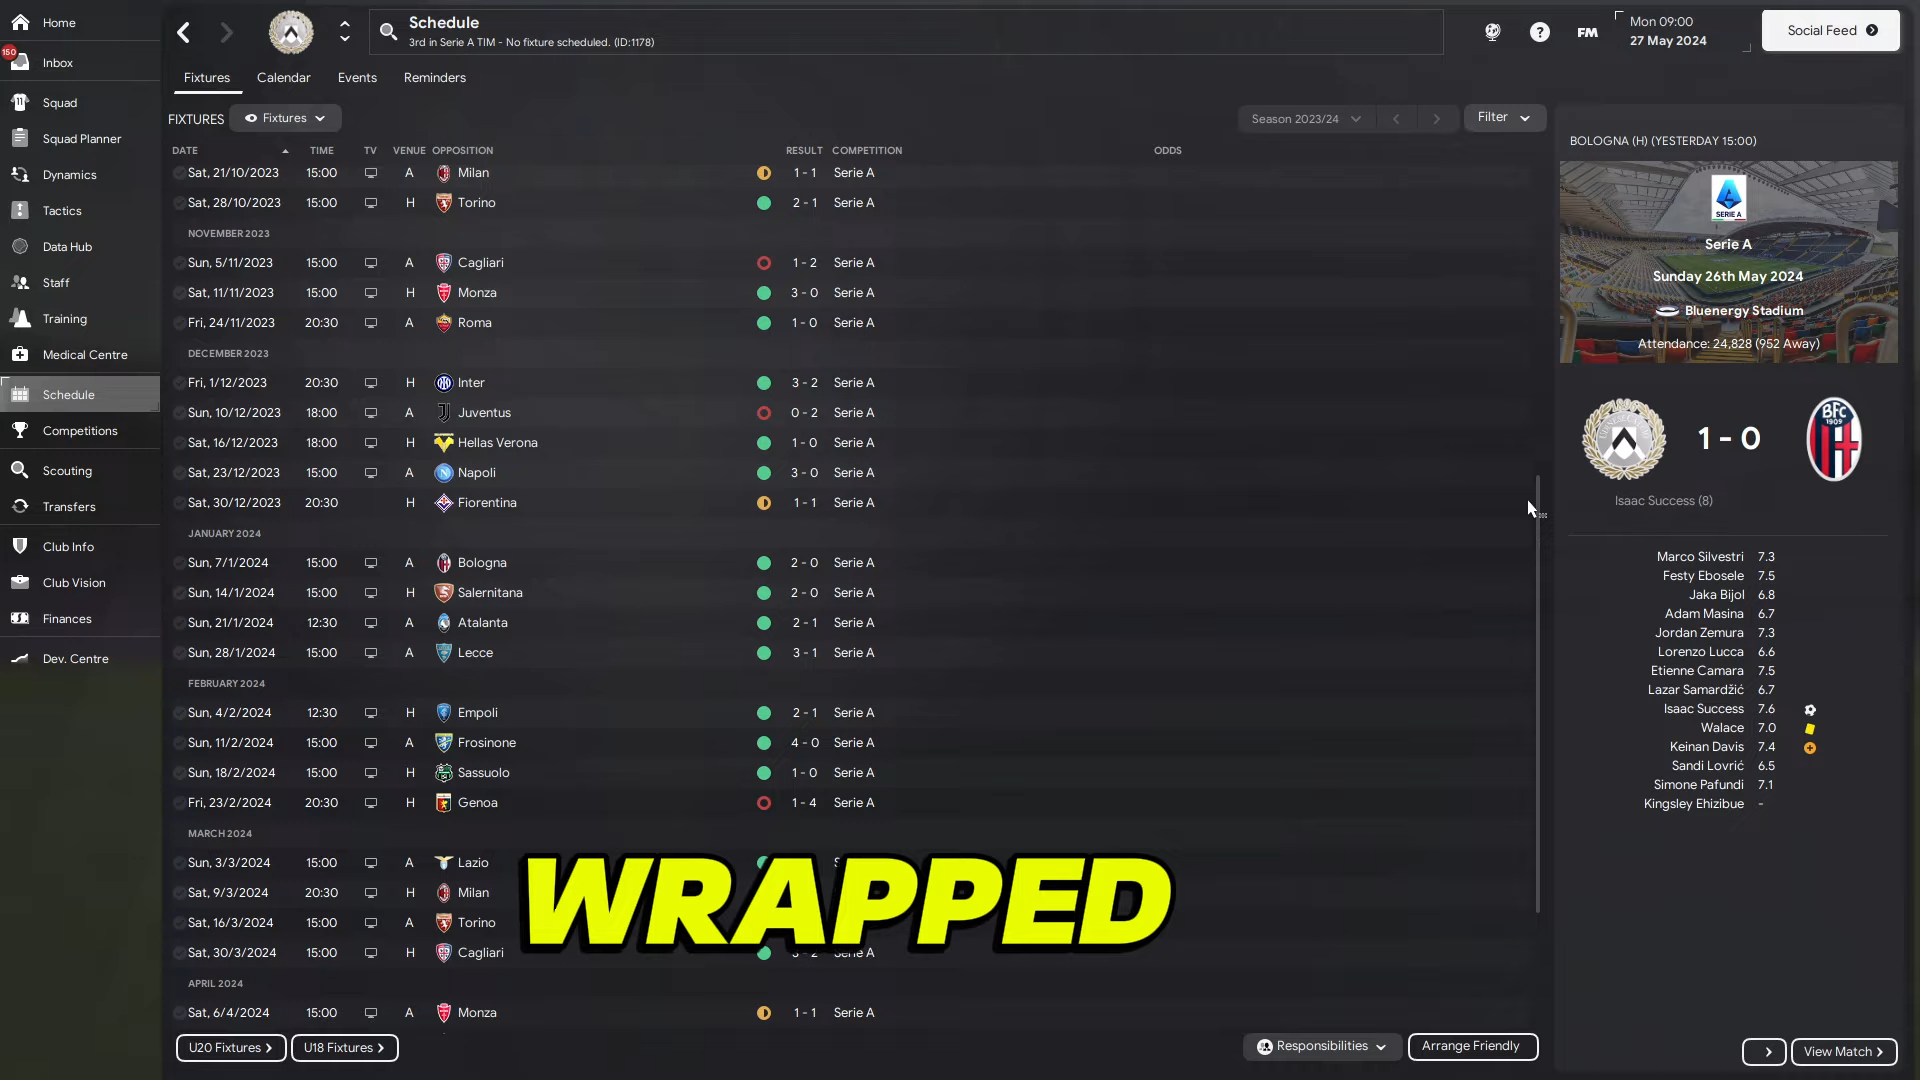 Home
150
Inbox
Squad
Squad Planner
Dynamics
Tactics
Data Hub
Staff
Training
Medical Centre
Schedule
Competitions
Scouting
Transfers
Club Info
Club Vision
Finances
Dev. Centre
Schedule
3rd in Serie A TIM - No fixture scheduled. (ID:1178)
FM
Mon 09:00
27 May 2024
Social Feed
Fixtures Calendar Events Reminders
FIXTURES Fixtures
Season 2023/24
Filter
DATE TIME TV VENUE OPPOSITION RESULT COMPETITION ODDS
Sat, 21/10/2023 15:00 A Milan 1 - 1 Serie A
Sat, 28/10/2023 15:00 H Torino 2 - 1 Serie A
NOVEMBER 2023
Sun, 5/11/2023 15:00 A Cagliari 1 - 2 Serie A
Sat, 11/11/2023 15:00 H Monza 3 - 0 Serie A
Fri, 24/11/2023 20:30 A Roma 1 - 0 Serie A
DECEMBER 2023
Fri, 1/12/2023 20:30 H Inter 3 - 2 Serie A
Sun, 10/12/2023 18:00 A Juventus 0 - 2 Serie A
Sat, 16/12/2023 18:00 H Hellas Verona 1 - 0 Serie A
Sat, 23/12/2023 15:00 A Napoli 3 - 0 Serie A
Sat, 30/12/2023 20:30 H Fiorentina 1 - 1 Serie A
JANUARY 2024
Sun, 7/1/2024 15:00 A Bologna 2 - 0 Serie A
Sun, 14/1/2024 15:00 H Salernitana 2 - 0 Serie A
Sun, 21/1/2024 12:30 A Atalanta 2 - 1 Serie A
Sun, 28/1/2024 15:00 A Lecce 3 - 1 Serie A
FEBRUARY 2024
Sun, 4/2/2024 12:30 H Empoli 2 - 1 Serie A
Sun, 11/2/2024 15:00 A Frosinone 4 - 0 Serie A
Sun, 18/2/2024 15:00 H Sassuolo 1 - 0 Serie A
Fri, 23/2/2024 20:30 H Genoa 1 - 4 Serie A
MARCH 2024
Sun, 3/3/2024 15:00 A Lazio
Sat, 9/3/2024 20:30 H Milan
Sat, 16/3/2024 15:00 A Torino
Sat, 30/3/2024 15:00 H Cagliari
WRAPPED
APRIL 2024
Sat, 6/4/2024 15:00 A Monza 1 - 1 Serie A
U20 Fixtures
U18 Fixtures
Responsibilities
Arrange Friendly
BOLOGNA (H) (YESTERDAY 15:00)
SERIE A
Serie A
Sunday 26th May 2024
Bluenergy Stadium
Attendance: 24,828 (952 Away)
1 - 0
BFC
1909
Isaac Success (8)
Marco Silvestri 7.3
Festy Ebosele 7.5
Jaka Bijol 6.8
Adam Masina 6.7
Jordan Zemura 7.3
Lorenzo Lucca 6.6
Etienne Camara 7.5
Lazar Samardžić 6.7
Isaac Success 7.6
Walace 7.0
Keinan Davis 7.4
Sandi Lovrić 6.5
Simone Pafundi 7.1
Kingsley Ehizibue -
View Match